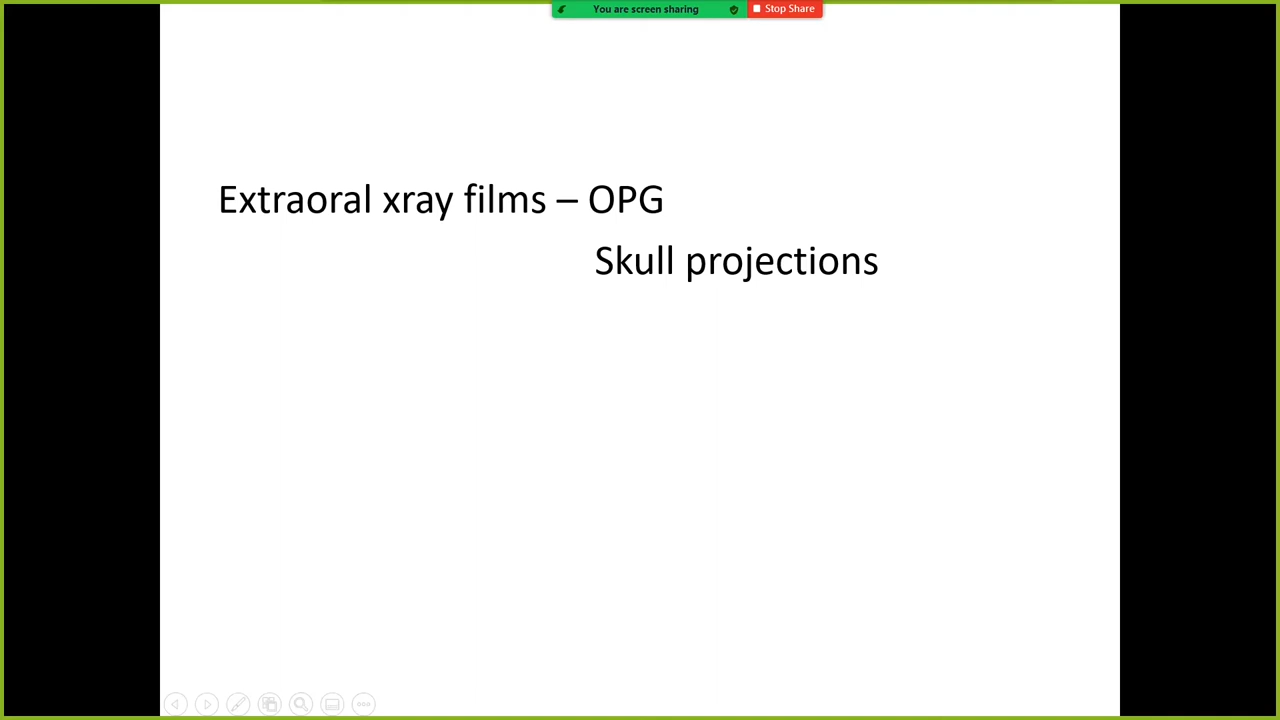 You are screen sharing
Stop Share
Extraoral xray films – OPG
Skull projections